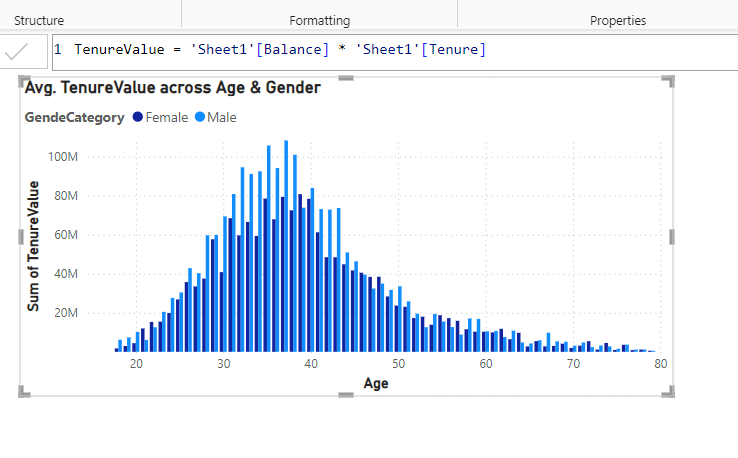 Structure Formatting Properties
1 TenureValue = 'Sheet1'[Balance] * 'Sheet1'[Tenure]
Avg. TenureValue across Age & Gender
GendeCategory Female Male
Sum of TenureValue
100M
80M
60M
40M
20M
20 30 40 50 60 70 80
Age